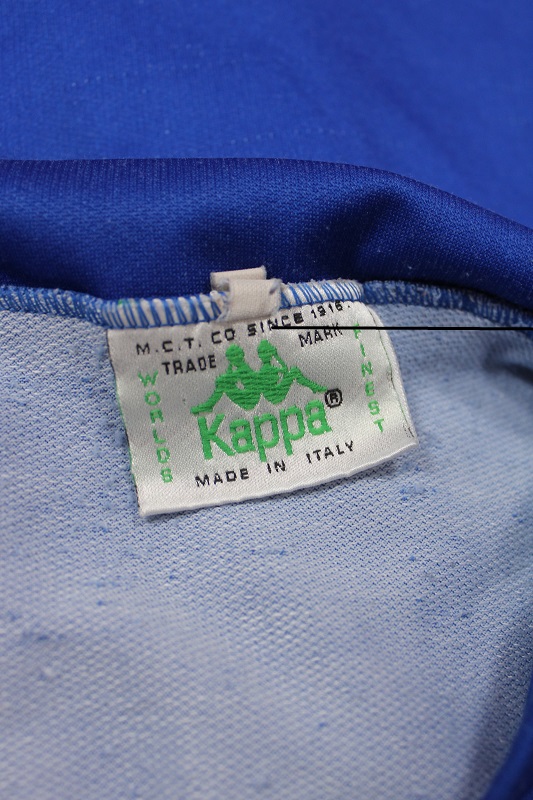 M.C.T. CO SINCE 1916.
TRADE MARK
WORLDS
FINEST
Kappa®
MADE IN ITALY